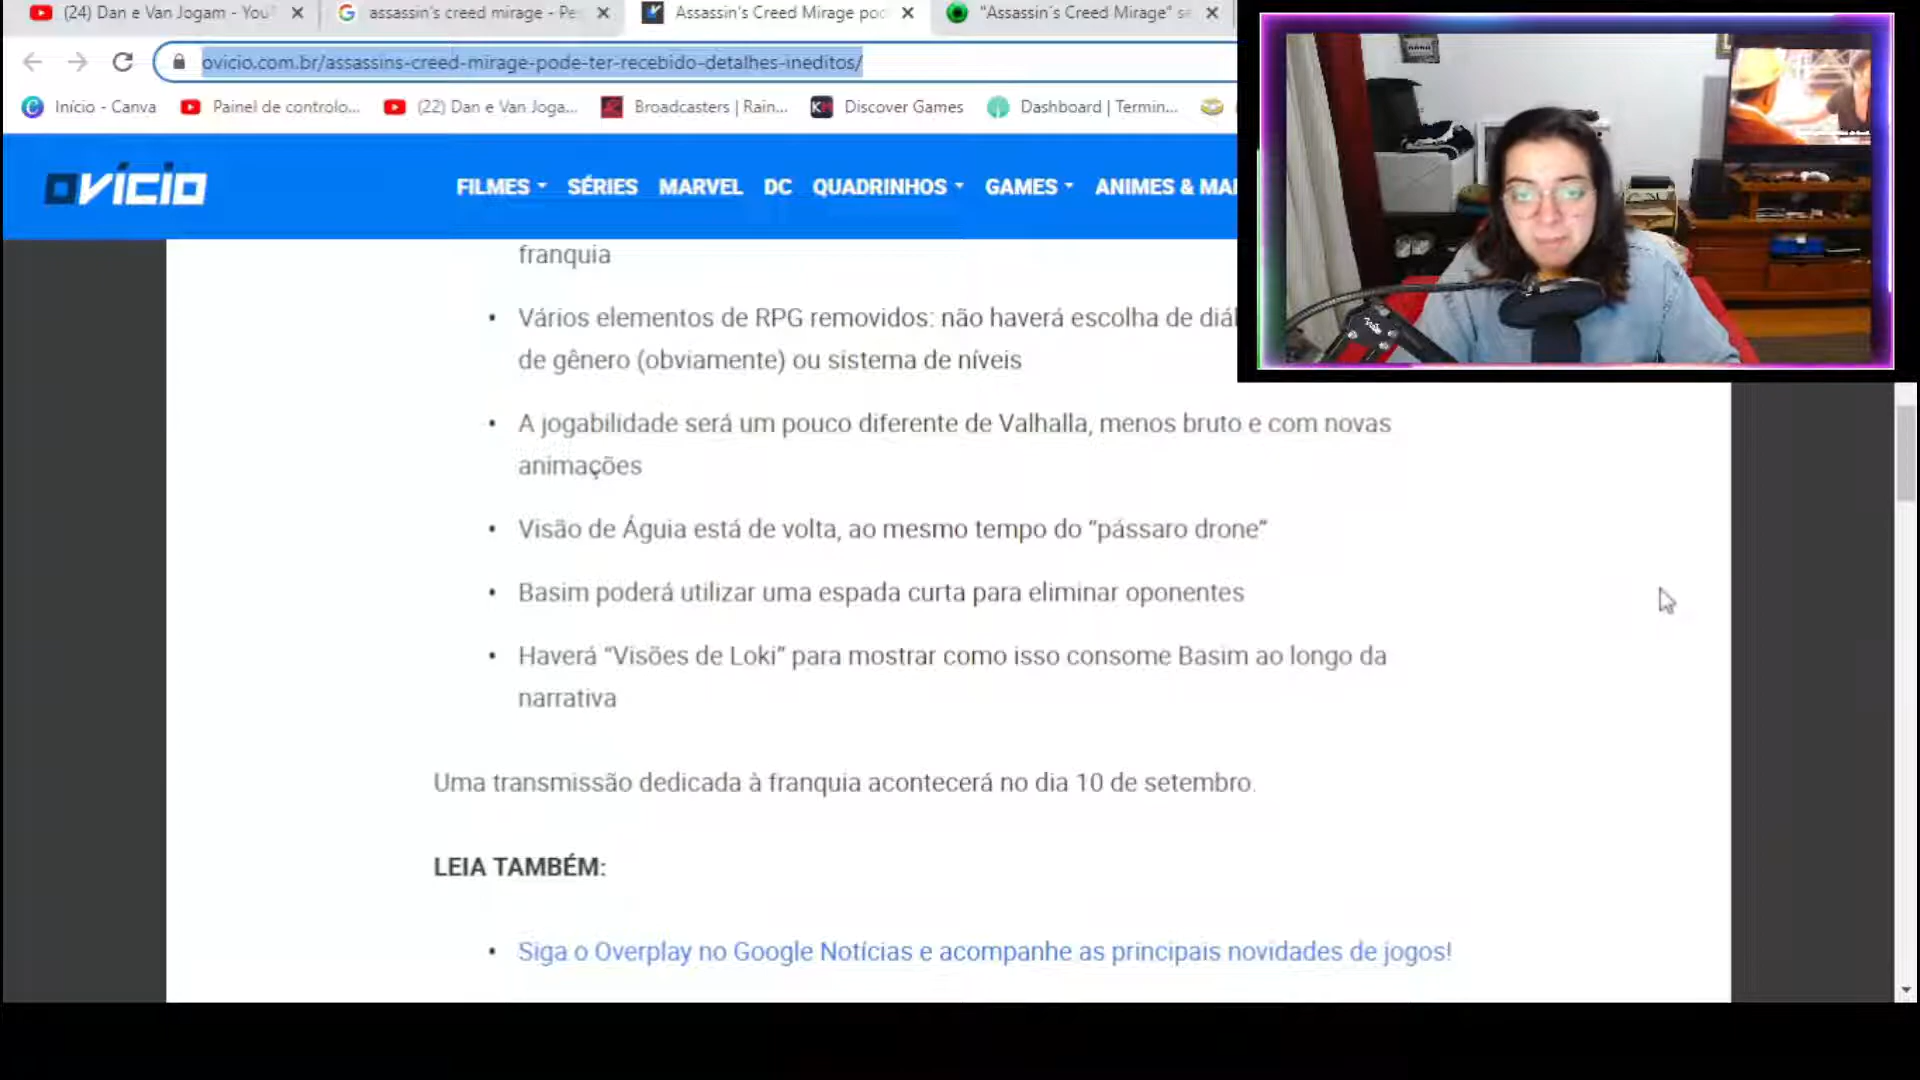 (24) Dan e Van Jogam - You
assassin's creed mirage - Pe
Assassin's Creed Mirage po
"Assassin's Creed Mirage" s
ovicio.com.br/assassins-creed-mirage-pode-ter-recebido-detalhes-ineditos/
Início - Canva
Painel de controlo...
(22) Dan e Van Joga...
Broadcasters | Rain...
Discover Games
Dashboard | Termin...
ovício
FILMES
SÉRIES
MARVEL
DC
QUADRINHOS
GAMES
ANIMES & MA
franquia
• Vários elementos de RPG removidos: não haverá escolha de diál
de gênero (obviamente) ou sistema de níveis
• A jogabilidade será um pouco diferente de Valhalla, menos bruto e com novas
animações
• Visão de Águia está de volta, ao mesmo tempo do “pássaro drone”
• Basim poderá utilizar uma espada curta para eliminar oponentes
• Haverá “Visões de Loki” para mostrar como isso consome Basim ao longo da
narrativa
Uma transmissão dedicada à franquia acontecerá no dia 10 de setembro.
LEIA TAMBÉM:
• Siga o Overplay no Google Notícias e acompanhe as principais novidades de jogos!